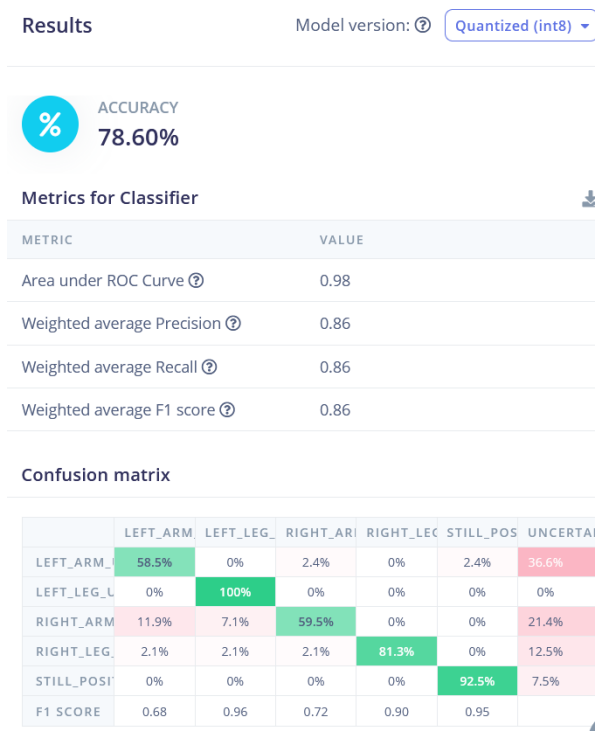 Results Model version: Quantized (int8)
%
ACCURACY
78.60%
Metrics for Classifier
METRIC VALUE
Area under ROC Curve ? 0.98
Weighted average Precision ? 0.86
Weighted average Recall ? 0.86
Weighted average F1 score ? 0.86
Confusion matrix
LEFT_ARM_ LEFT_LEG_ RIGHT_AR RIGHT_LEG STILL_POS UNCERTA
LEFT_ARM_U 58.5% 0% 2.4% 0% 2.4% 36.6%
LEFT_LEG_U 0% 100% 0% 0% 0% 0%
RIGHT_ARM 11.9% 7.1% 59.5% 0% 0% 21.4%
RIGHT_LEG_ 2.1% 2.1% 2.1% 81.3% 0% 12.5%
STILL_POSIT 0% 0% 0% 0% 92.5% 7.5%
F1 SCORE 0.68 0.96 0.72 0.90 0.95